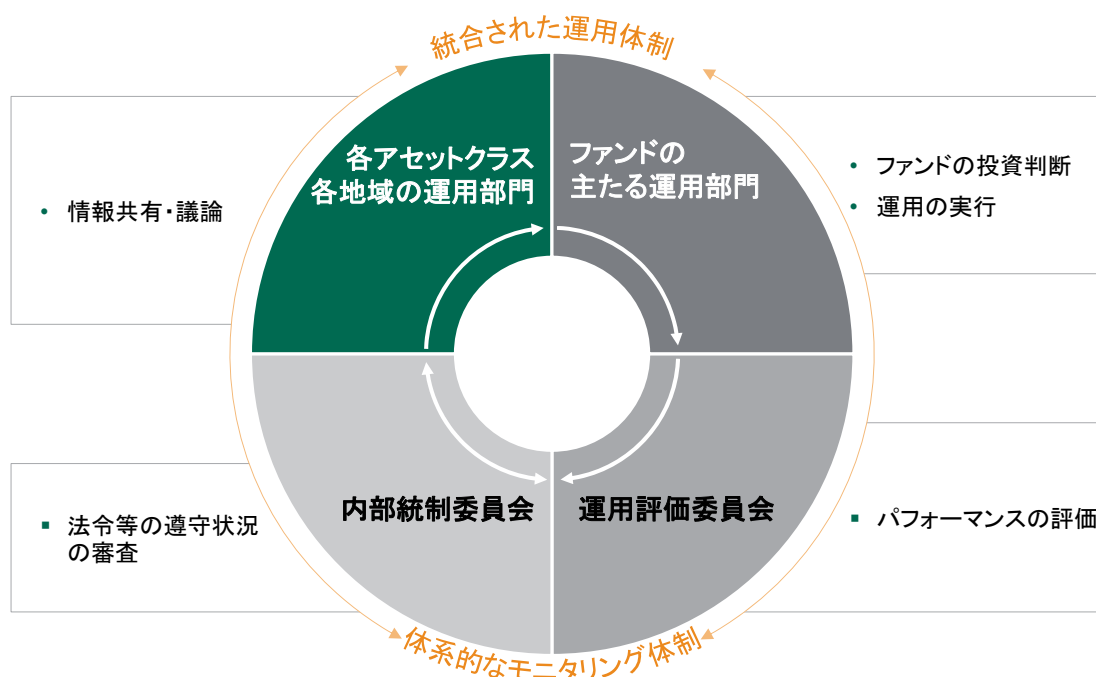 統合された運用体制
各アセットクラス
各地域の運用部門
ファンドの
主たる運用部門
• 情報共有・議論
• ファンドの投資判断
• 運用の実行
内部統制委員会
運用評価委員会
▪ 法令等の遵守状況
の審査
▪ パフォーマンスの評価
体系的なモニタリング体制